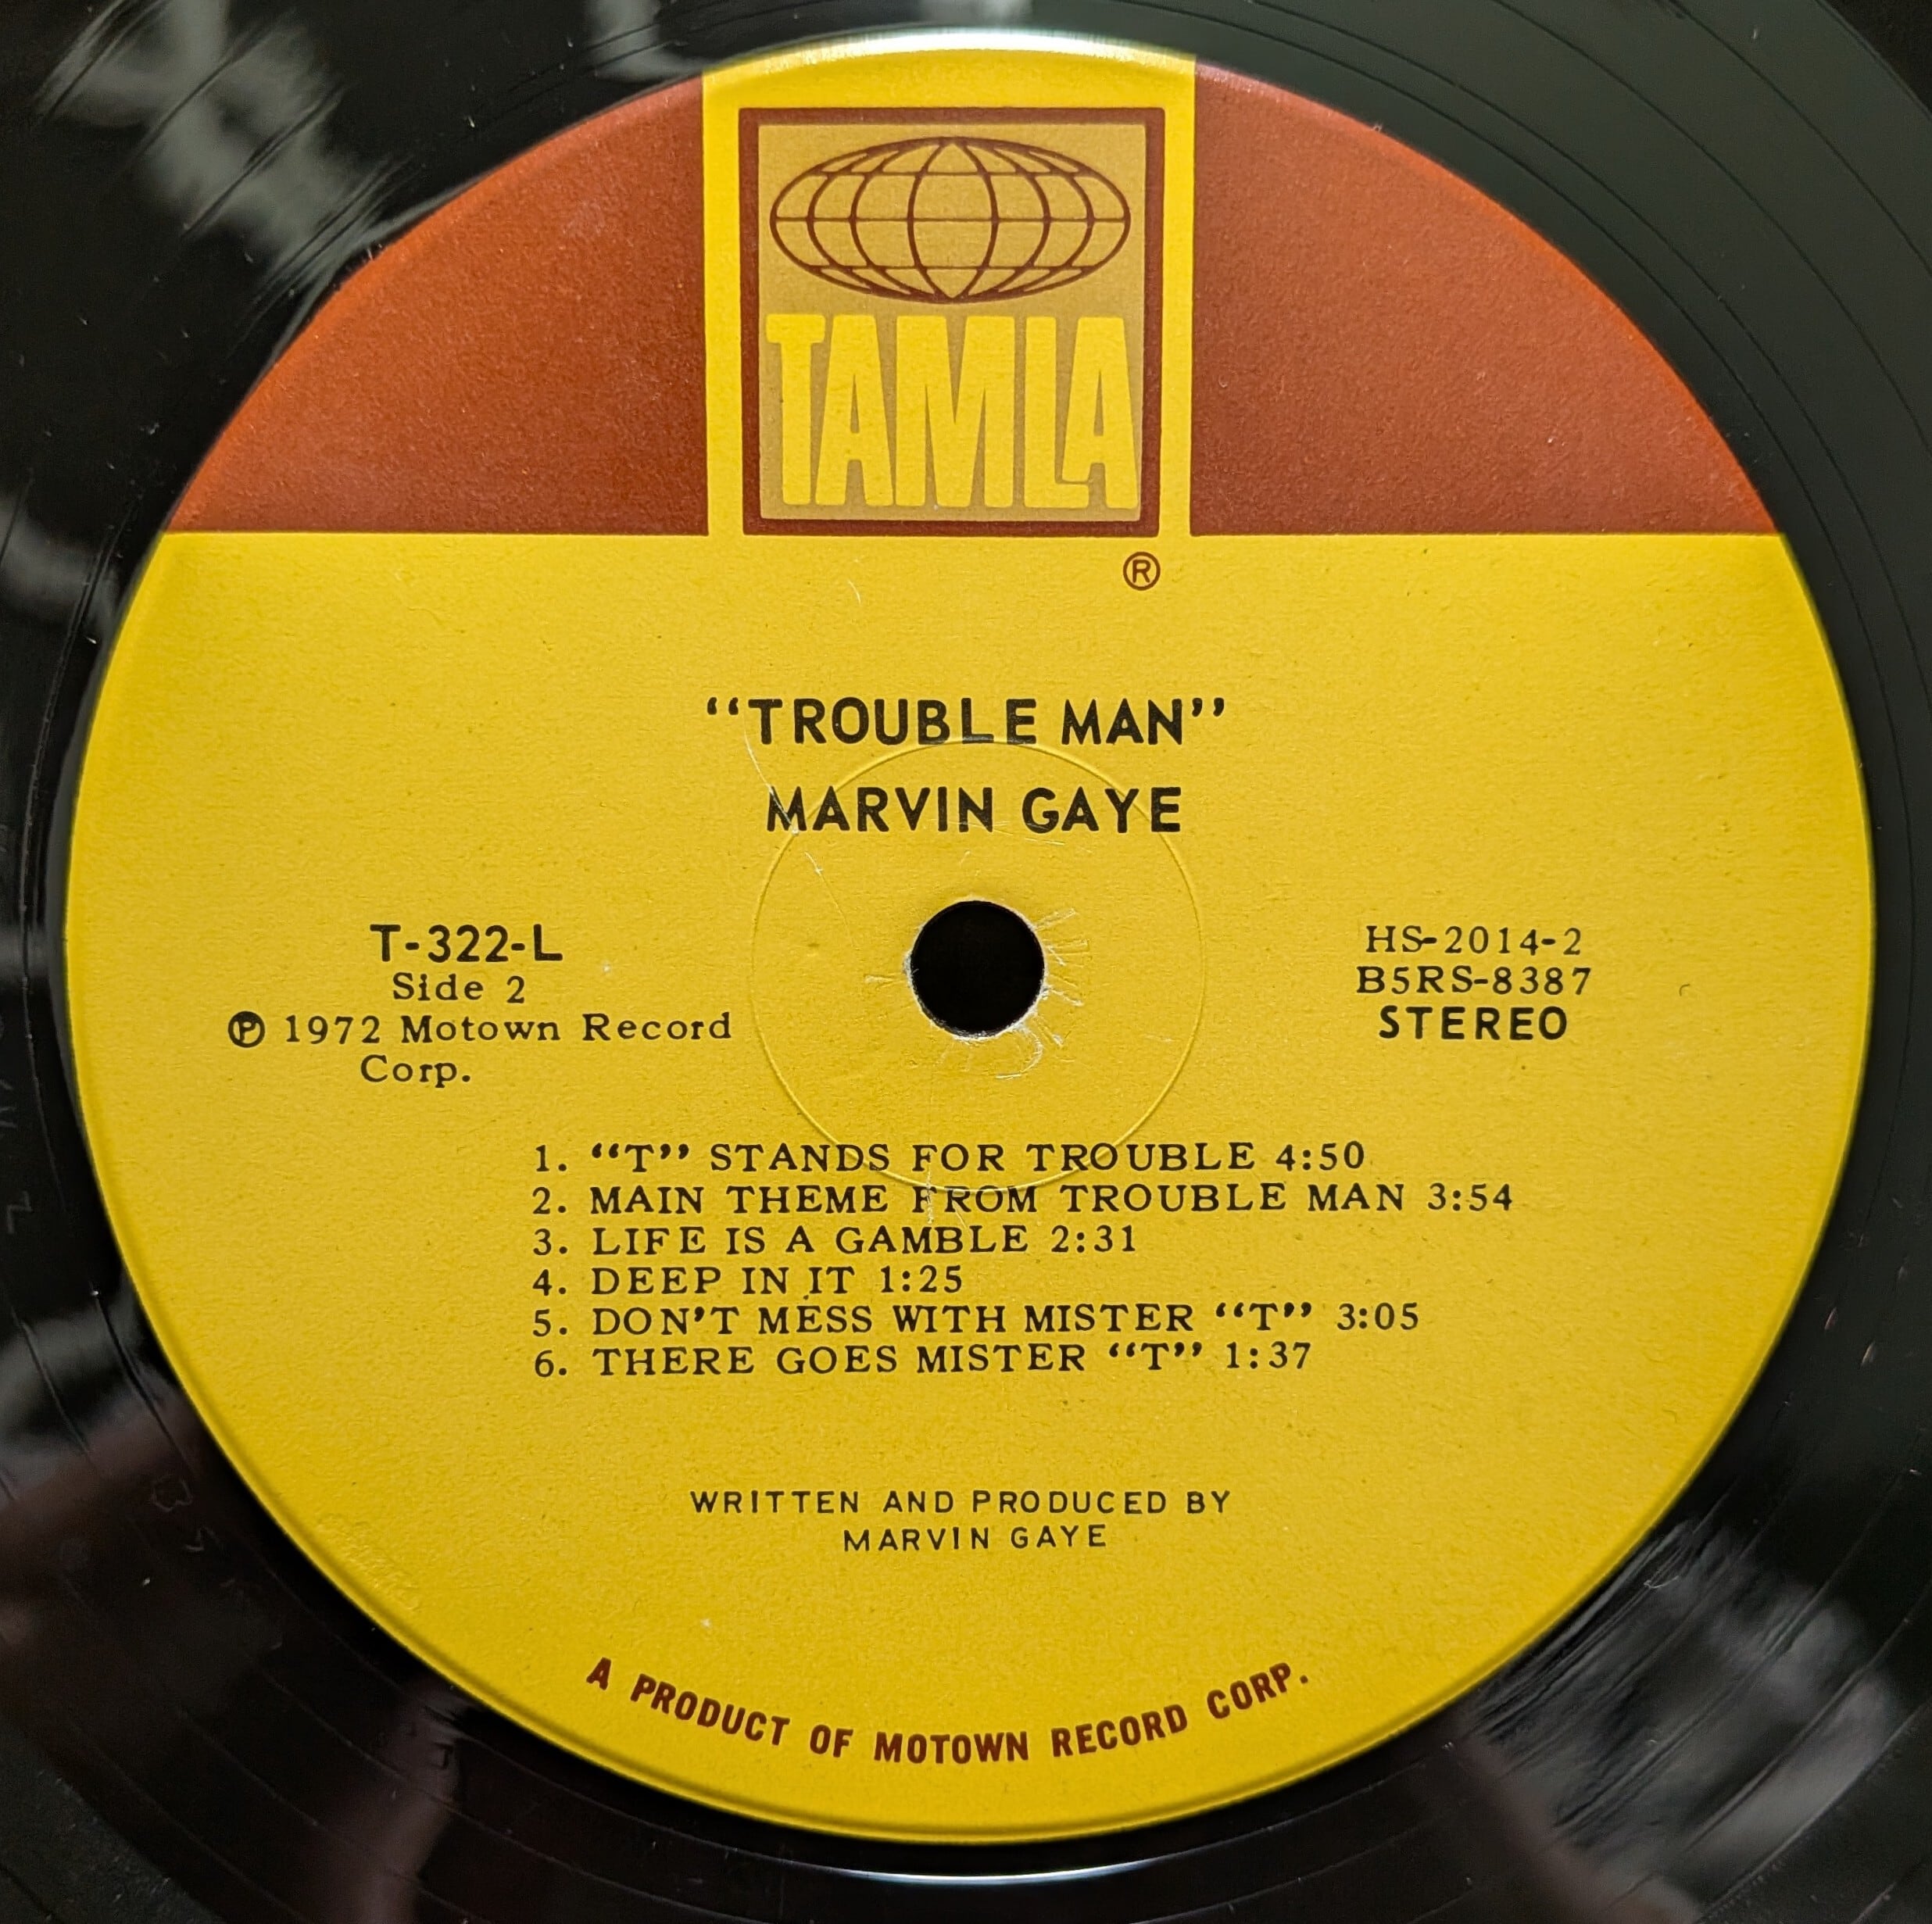 TAMLA
®
“TROUBLE MAN”
MARVIN GAYE
T-322-L
Side 2
℗ 1972 Motown Record
Corp.
HS-2014-2
B5RS-8387
STEREO
1. “T” STANDS FOR TROUBLE 4:50
2. MAIN THEME FROM TROUBLE MAN 3:54
3. LIFE IS A GAMBLE 2:31
4. DEEP IN IT 1:25
5. DON'T MESS WITH MISTER “T” 3:05
6. THERE GOES MISTER “T” 1:37
WRITTEN AND PRODUCED BY
MARVIN GAYE
A PRODUCT OF MOTOWN RECORD CORP.